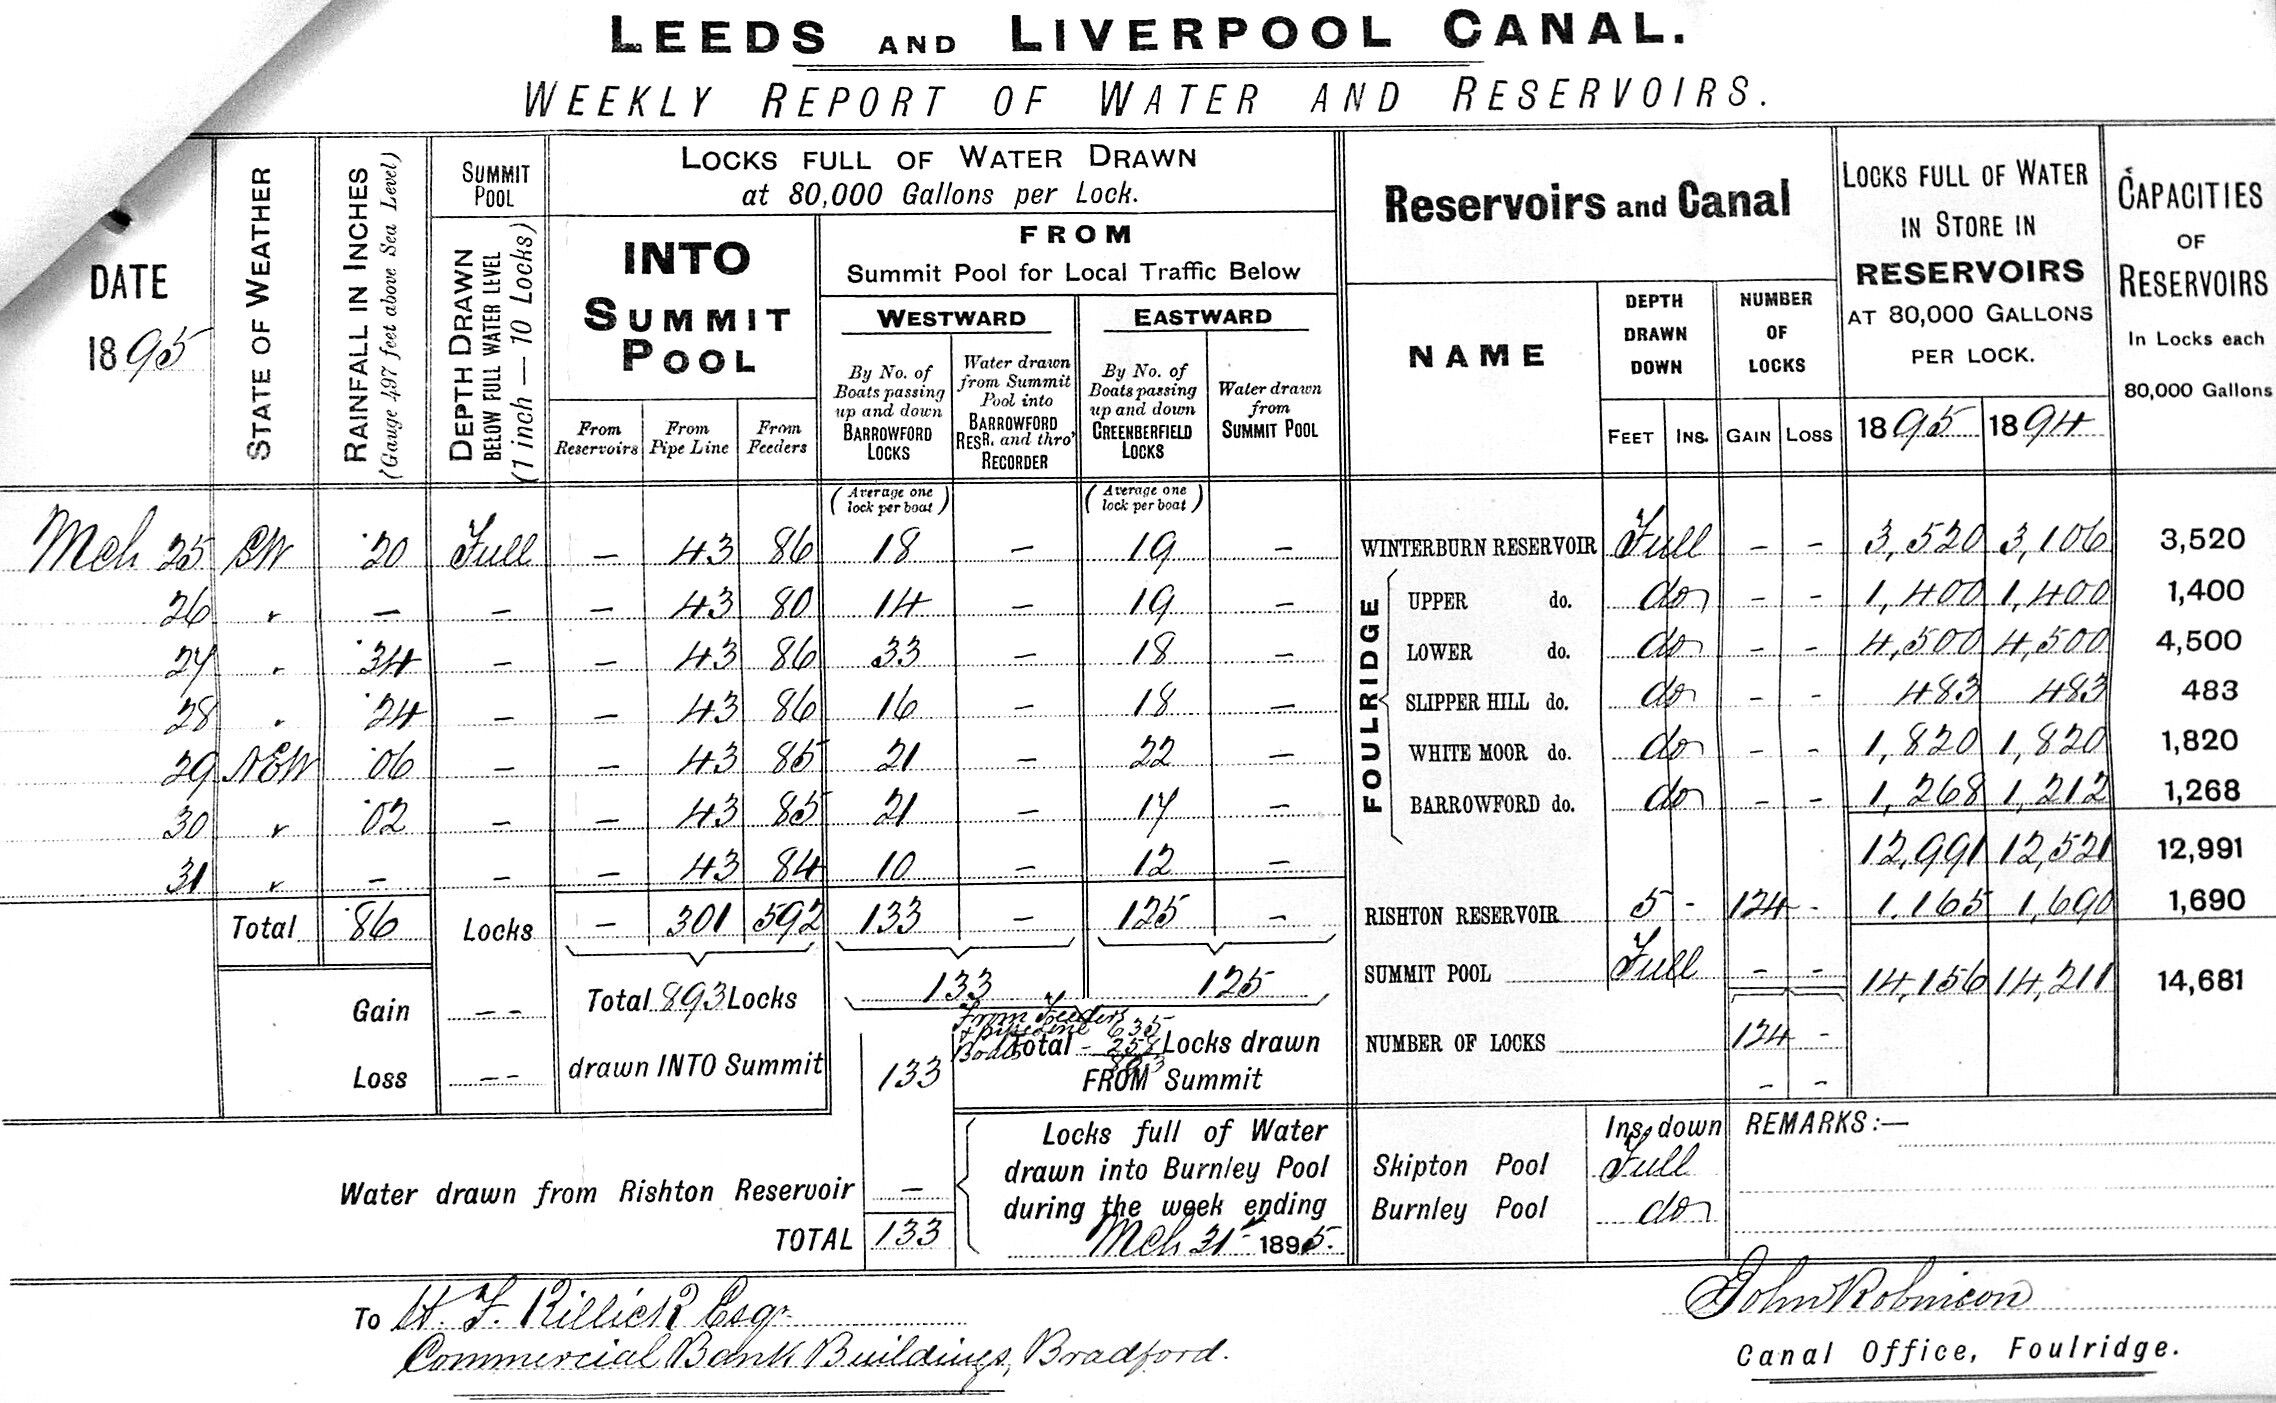 LEEDS AND LIVERPOOL CANAL.
WEEKLY REPORT OF WATER AND RESERVOIRS.
DATE
1895
STATE OF WEATHER
RAINFALL IN INCHES
(Gauge 497 feet above Sea Level)
SUMMIT POOL
DEPTH DRAWN
BELOW FULL WATER LEVEL
(1 inch — 10 Locks)
LOCKS FULL OF WATER DRAWN
at 80,000 Gallons per Lock.
INTO
SUMMIT
POOL
From Reservoirs
From Pipe Line
From Feeders
FROM
Summit Pool for Local Traffic Below
WESTWARD
By No. of Boats passing up and down BARROWFORD LOCKS
Water drawn from Summit Pool into BARROWFORD RESR. and thro' RECORDER
EASTWARD
By No. of Boats passing up and down GREENBERFIELD LOCKS
Water drawn from SUMMIT POOL
(Average one lock per boat)
(Average one lock per boat)
Mch 25 SW ·20 Full – 43 86 18 – 19 –
26 " – – – 43 80 14 – 19 –
27 " ·34 – – 43 86 33 – 18 –
28 " ·24 – – 43 86 16 – 18 –
29 NEW ·06 – – 43 85 21 – 22 –
30 " ·02 – – 43 85 21 – 17 –
31 " – – – 43 84 10 – 12 –
Total ·86 Locks – 301 592 133 – 125 –
133 125
Gain – –
Loss – –
Total 893 Locks
drawn INTO Summit
133
From Feeders
& pipe Line 635
Boats 258
893
Total Locks drawn
FROM Summit
Water drawn from Rishton Reservoir –
TOTAL 133
Locks full of Water
drawn into Burnley Pool
during the week ending
Mch 31st 1895.
Reservoirs and Canal
NAME
DEPTH DRAWN DOWN
FEET INS.
NUMBER OF LOCKS
GAIN LOSS
LOCKS FULL OF WATER
IN STORE IN
RESERVOIRS
AT 80,000 GALLONS
PER LOCK.
1895 1894
CAPACITIES
OF
RESERVOIRS
In Locks each
80,000 Gallons
WINTERBURN RESERVOIR Full – – 3,520 3,106 3,520
FOULRIDGE
UPPER do. do – – 1,400 1,400 1,400
LOWER do. do – – 4,500 4,500 4,500
SLIPPER HILL do. do – – 483 483 483
WHITE MOOR do. do – – 1,820 1,820 1,820
BARROWFORD do. do – – 1,268 1,212 1,268
12,991 12,521 12,991
RISHTON RESERVOIR 5 - 124 - 1.165 1,690 1,690
SUMMIT POOL Full – – 14,156 14,211 14,681
NUMBER OF LOCKS 124 -
– –
Ins. down
Skipton Pool Full
Burnley Pool do
REMARKS:—
To H. F. Killick Esqr
Commercial Bank Buildings, Bradford.
John Robinson
Canal Office, Foulridge.